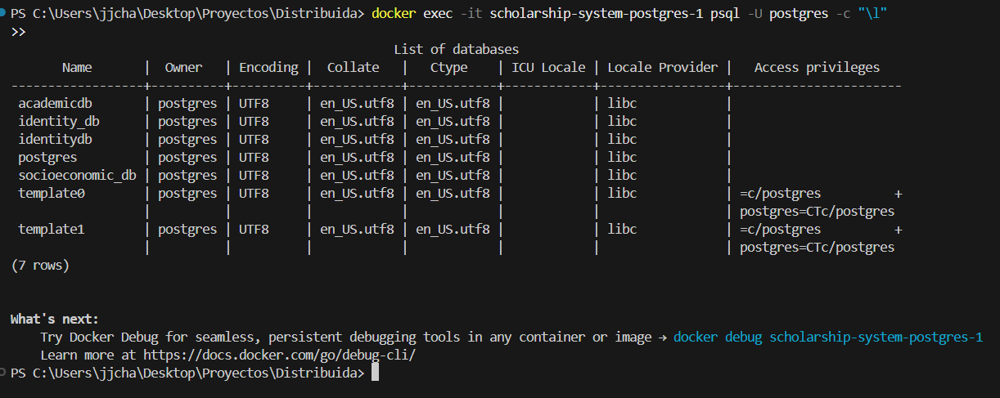 PS C:\Users\jjcha\Desktop\Proyectos\Distribuida> docker exec -it scholarship-system-postgres-1 psql -U postgres -c "\l"
>>
                                                   List of databases
       Name       |  Owner   | Encoding |  Collate   |   Ctype    | ICU Locale | Locale Provider |   Access privileges
------------------+----------+----------+------------+------------+------------+-----------------+-----------------------
 academicdb       | postgres | UTF8     | en_US.utf8 | en_US.utf8 |            | libc            |
 identity_db      | postgres | UTF8     | en_US.utf8 | en_US.utf8 |            | libc            |
 identitydb       | postgres | UTF8     | en_US.utf8 | en_US.utf8 |            | libc            |
 postgres         | postgres | UTF8     | en_US.utf8 | en_US.utf8 |            | libc            |
 socioeconomic_db | postgres | UTF8     | en_US.utf8 | en_US.utf8 |            | libc            |
 template0        | postgres | UTF8     | en_US.utf8 | en_US.utf8 |            | libc            | =c/postgres          +
                  |          |          |            |            |            |                 | postgres=CTc/postgres
 template1        | postgres | UTF8     | en_US.utf8 | en_US.utf8 |            | libc            | =c/postgres          +
                  |          |          |            |            |            |                 | postgres=CTc/postgres
(7 rows)
What's next:
    Try Docker Debug for seamless, persistent debugging tools in any container or image → docker debug scholarship-system-postgres-1
    Learn more at https://docs.docker.com/go/debug-cli/
PS C:\Users\jjcha\Desktop\Proyectos\Distribuida>